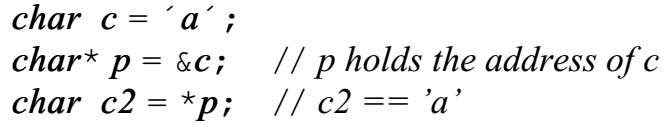 char c = ´a´;
char* p = &c; // p holds the address of c
char c2 = *p; // c2 == ’a’